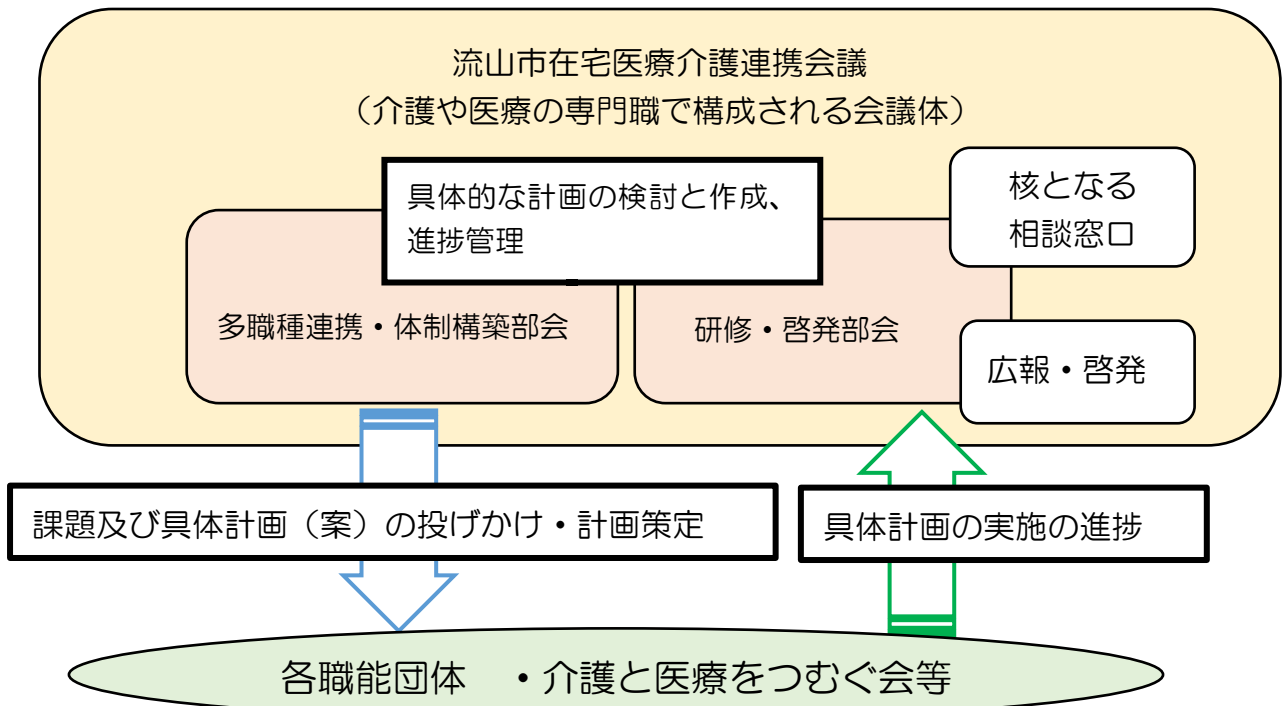 流山市在宅医療介護連携会議
（介護や医療の専門職で構成される会議体）
具体的な計画の検討と作成、
進捗管理
核となる
相談窓口
多職種連携・体制構築部会
研修・啓発部会
広報・啓発
課題及び具体計画（案）の投げかけ・計画策定
具体計画の実施の進捗
各職能団体　・介護と医療をつむぐ会等